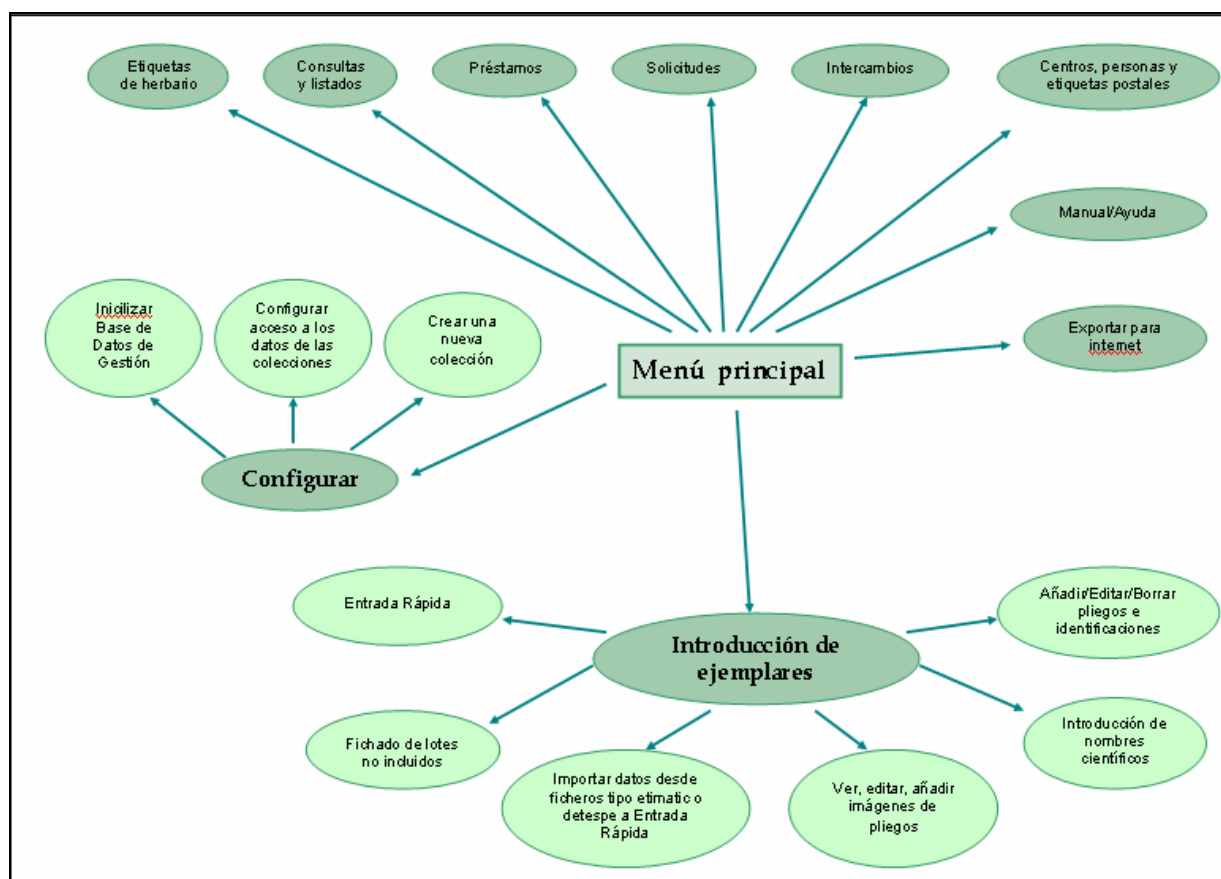 Etiquetas
de herbario
Consultas
y listados
Préstamos
Solicitudes
Intercambios
Centros, personas y
etiquetas postales
Manual/Ayuda
Exportar para
internet
Menú principal
Inicilizar
Base de
Datos de
Gestión
Configurar
acceso a los
datos de las
colecciones
Crear una
nueva
colección
Configurar
Entrada Rápida
Introducción de
ejemplares
Añadir/Editar/Borrar
pliegos e
identificaciones
Fichado de lotes
no incluidos
Importar datos desde
ficheros tipo etimatic o
detespe a Entrada
Rápida
Ver, editar, añadir
imágenes de
pliegos
Introducción de
nombres
científicos